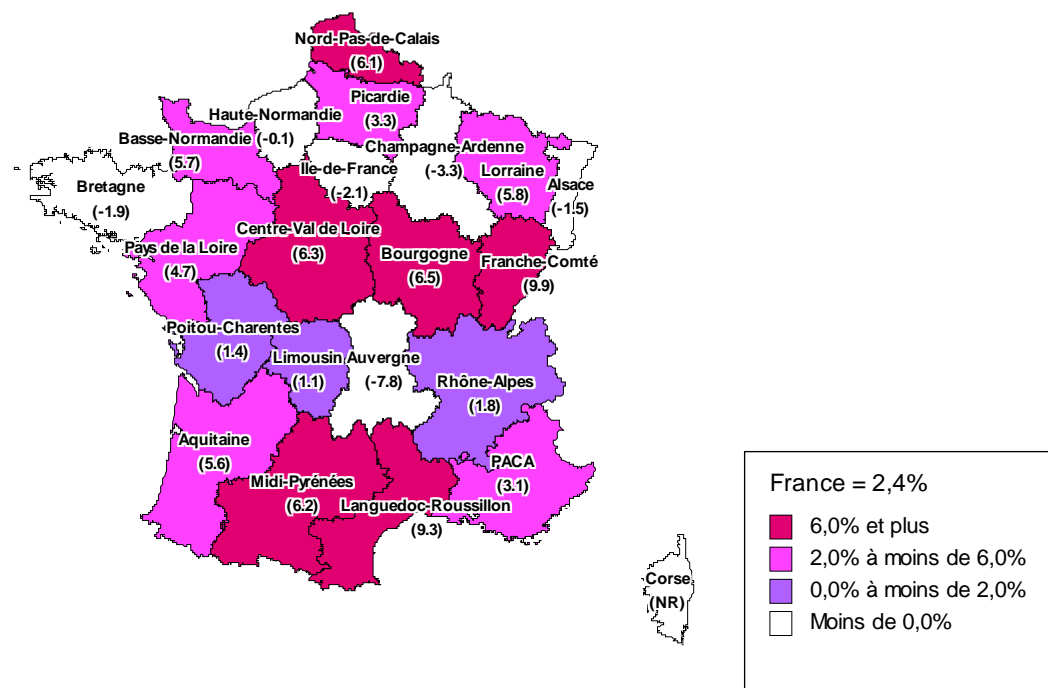 Nord-Pas-de-Calais
(6.1)
Picardie
(3.3)
Haute-Normandie
(-0.1)
Basse-Normandie
(5.7)
Champagne-Ardenne
(-3.3)
Ile-de-France
(-2.1)
Lorraine
(5.8)
Alsace
(-1.5)
Bretagne
(-1.9)
Pays de la Loire
(4.7)
Centre-Val de Loire
(6.3)
Bourgogne
(6.5)
Franche-Comté
(9.9)
Poitou-Charentes
(1.4)
Limousin
(1.1)
Auvergne
(-7.8)
Rhône-Alpes
(1.8)
Aquitaine
(5.6)
Midi-Pyrénées
(6.2)
Languedoc-Roussillon
(9.3)
PACA
(3.1)
Corse
(NR)
France = 2,4%
6,0% et plus
2,0% à moins de 6,0%
0,0% à moins de 2,0%
Moins de 0,0%